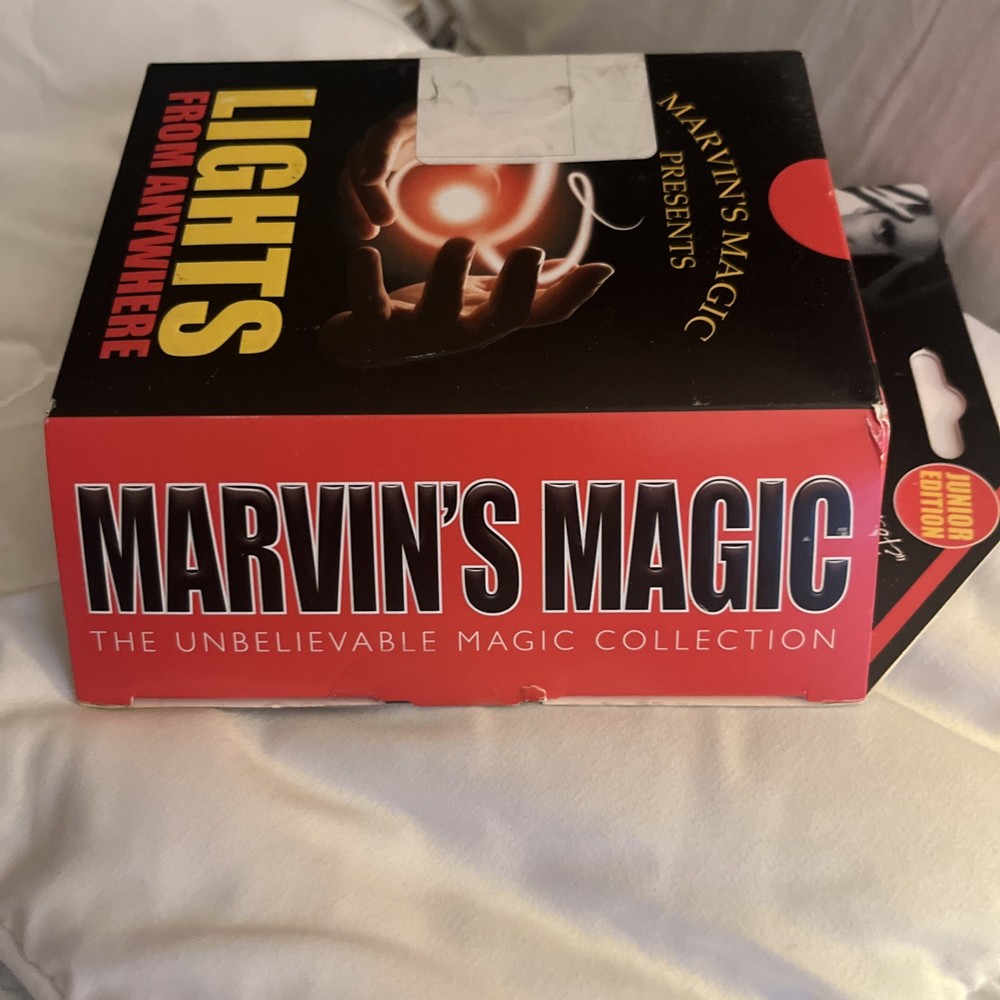 MARVIN'S MAGIC
PRESENTS
LIGHTS
FROM ANYWHERE
MARVIN'S MAGIC
THE UNBELIEVABLE MAGIC COLLECTION
JUNIOR
EDITION